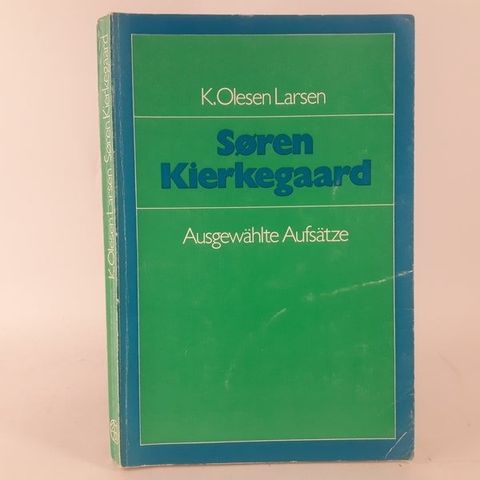 K. Olesen Larsen
Søren
Kierkegaard
Ausgewählte Aufsätze
K. Olesen Larsen Søren Kierkegaard